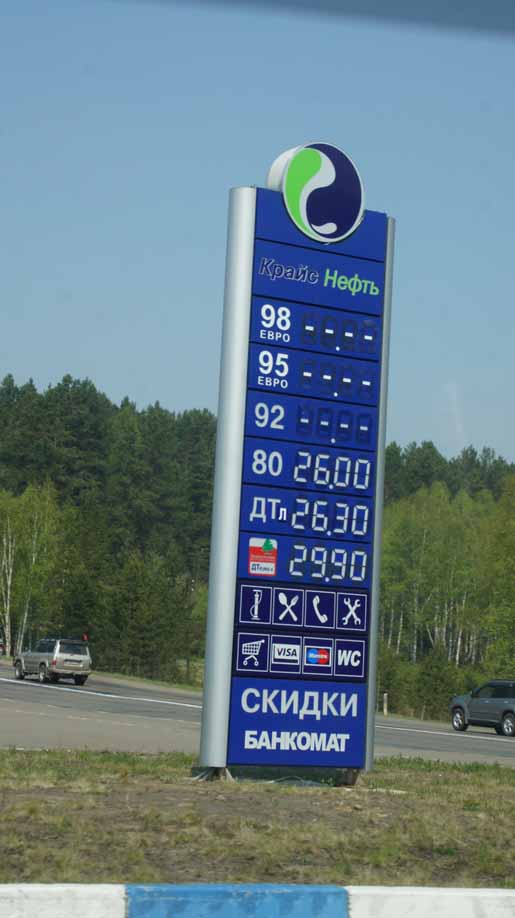 Крайс Нефть
98 --.--
ЕВРО
95 --.--
ЕВРО
92 --.--
80 26.00
ДТл 26.30
29.90
VISA Maestro WC
СКИДКИ
БАНКОМАТ